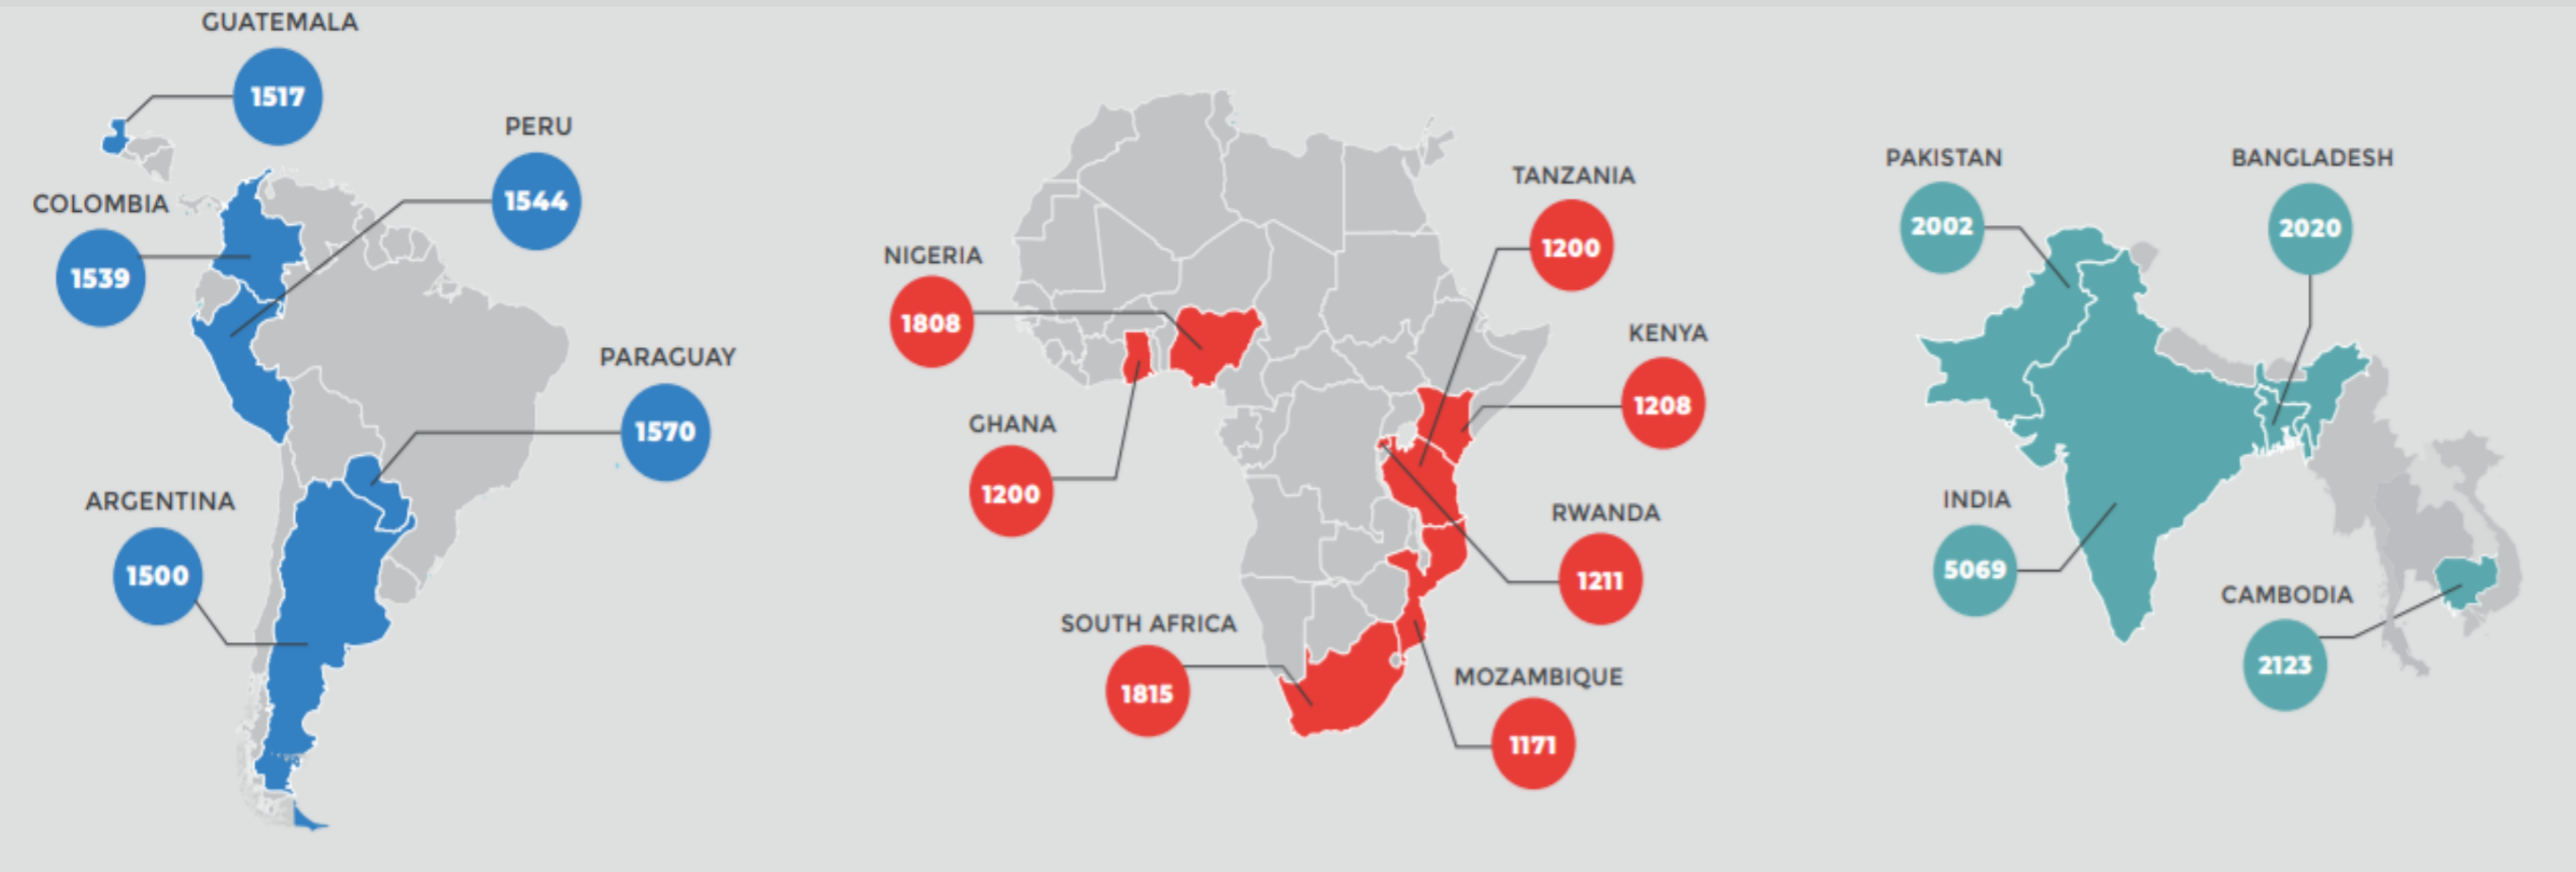 GUATEMALA
1517
PERU
1544
COLOMBIA
1539
PARAGUAY
1570
ARGENTINA
1500
NIGERIA
1808
GHANA
1200
SOUTH AFRICA
1815
TANZANIA
1200
KENYA
1208
RWANDA
1211
MOZAMBIQUE
1171
PAKISTAN
2002
BANGLADESH
2020
INDIA
5069
CAMBODIA
2123